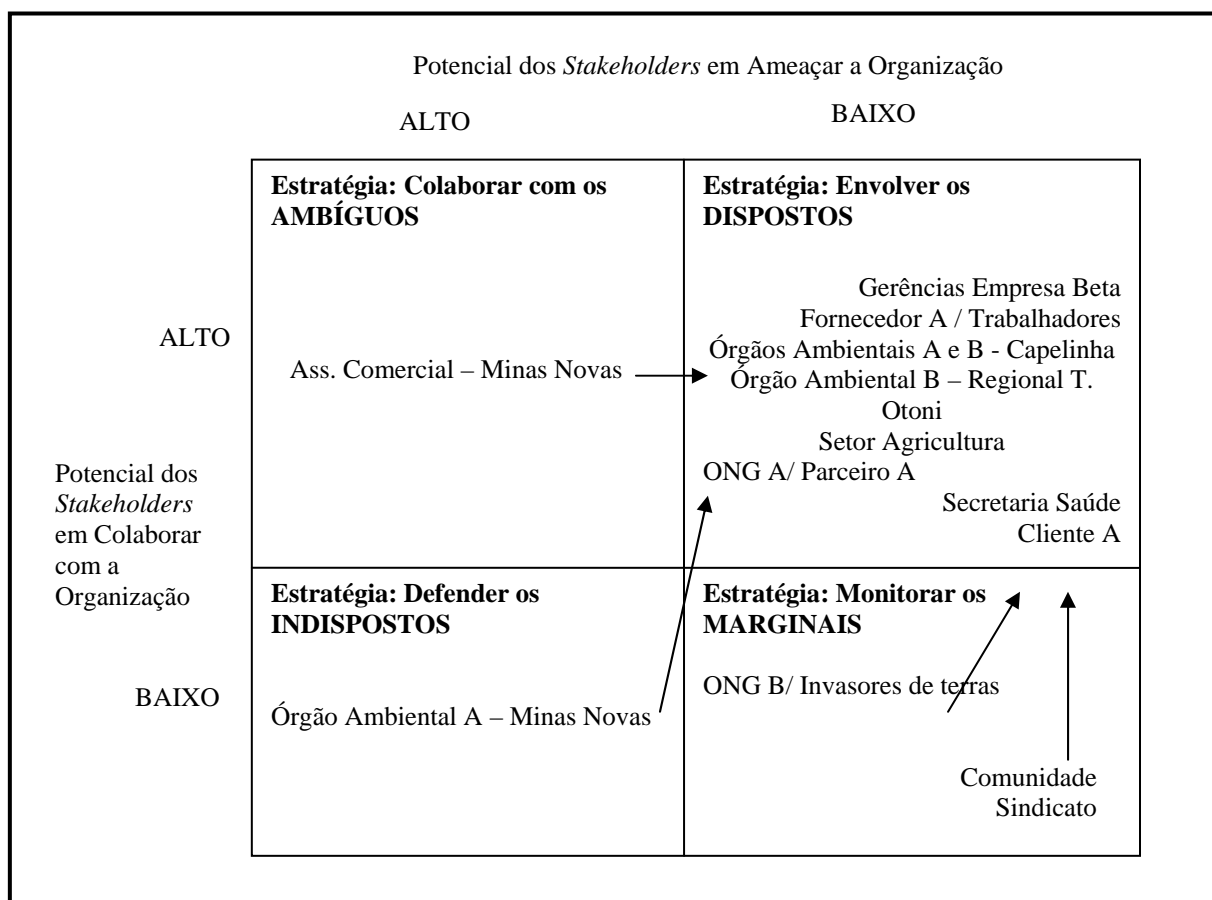 Potencial dos Stakeholders em Ameaçar a Organização
ALTO
BAIXO
Estratégia: Colaborar com os
AMBÍGUOS
Estratégia: Envolver os
DISPOSTOS
ALTO
Ass. Comercial – Minas Novas
Gerências Empresa Beta
Fornecedor A / Trabalhadores
Órgãos Ambientais A e B - Capelinha
Órgão Ambiental B – Regional T.
Otoni
Setor Agricultura
ONG A/ Parceiro A
Secretaria Saúde
Cliente A
Potencial dos
Stakeholders
em Colaborar
com a
Organização
Estratégia: Defender os
INDISPOSTOS
Estratégia: Monitorar os
MARGINAIS
BAIXO
Órgão Ambiental A – Minas Novas
ONG B/ Invasores de terras
Comunidade
Sindicato